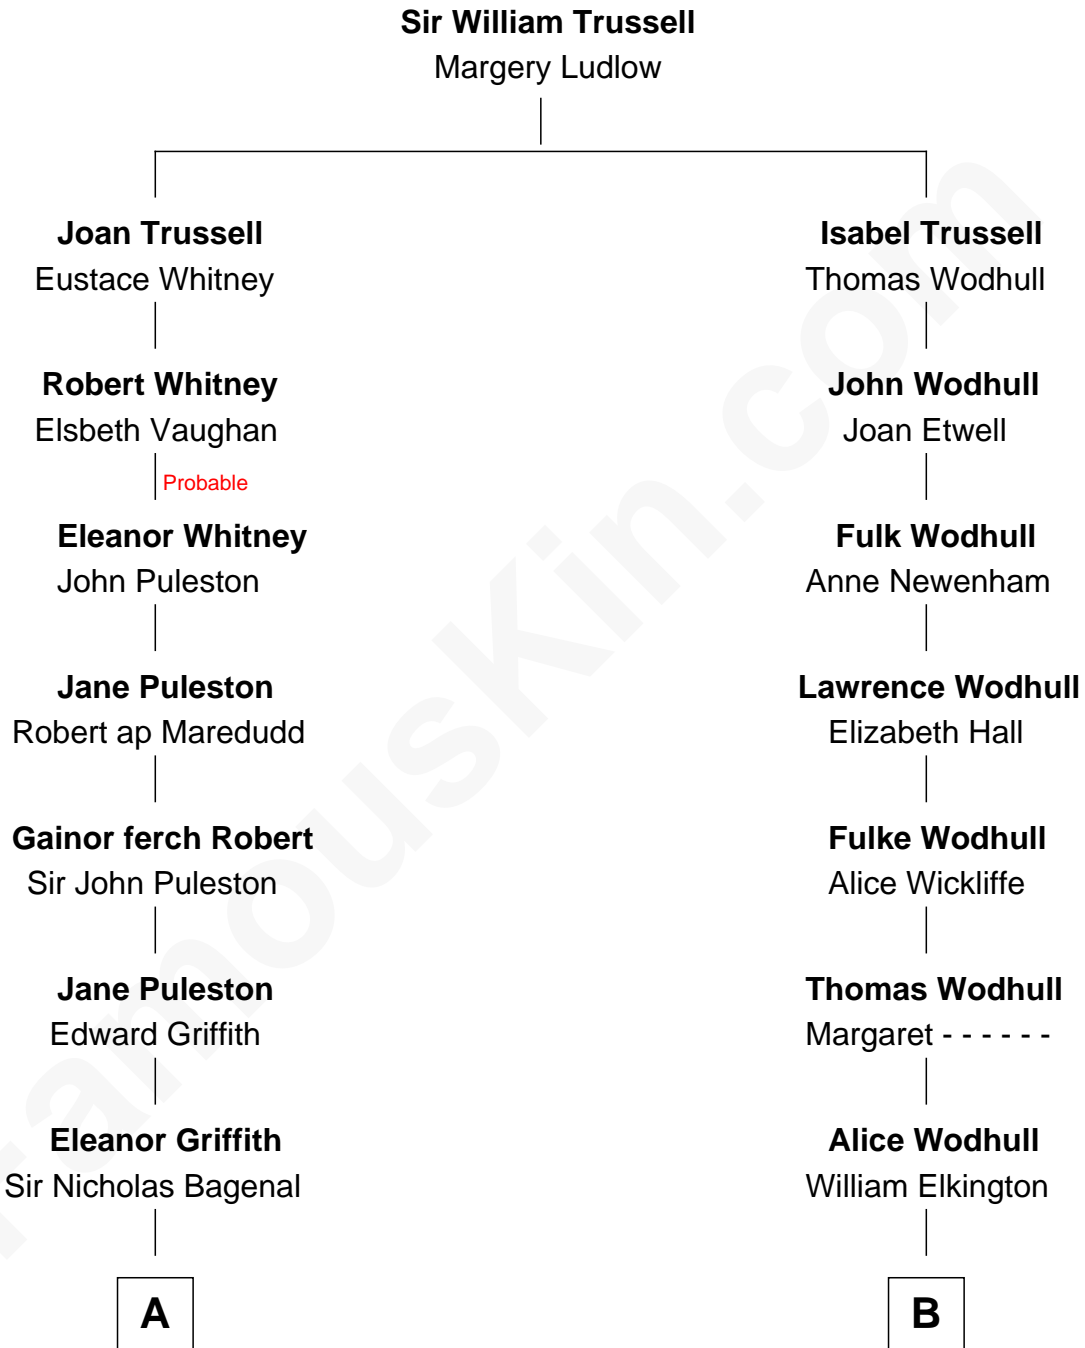 Sir William Trussell
Margery Ludlow
Joan Trussell
Eustace Whitney
Isabel Trussell
Thomas Wodhull
Robert Whitney
Elsbeth Vaughan
John Wodhull
Joan Etwell
Probable
Eleanor Whitney
John Puleston
Fulk Wodhull
Anne Newenham
Jane Puleston
Robert ap Maredudd
Lawrence Wodhull
Elizabeth Hall
Gainor ferch Robert
Sir John Puleston
Fulke Wodhull
Alice Wickliffe
Jane Puleston
Edward Griffith
Thomas Wodhull
Margaret - - - - - -
Eleanor Griffith
Sir Nicholas Bagenal
Alice Wodhull
William Elkington
A
B
FamousKin.com